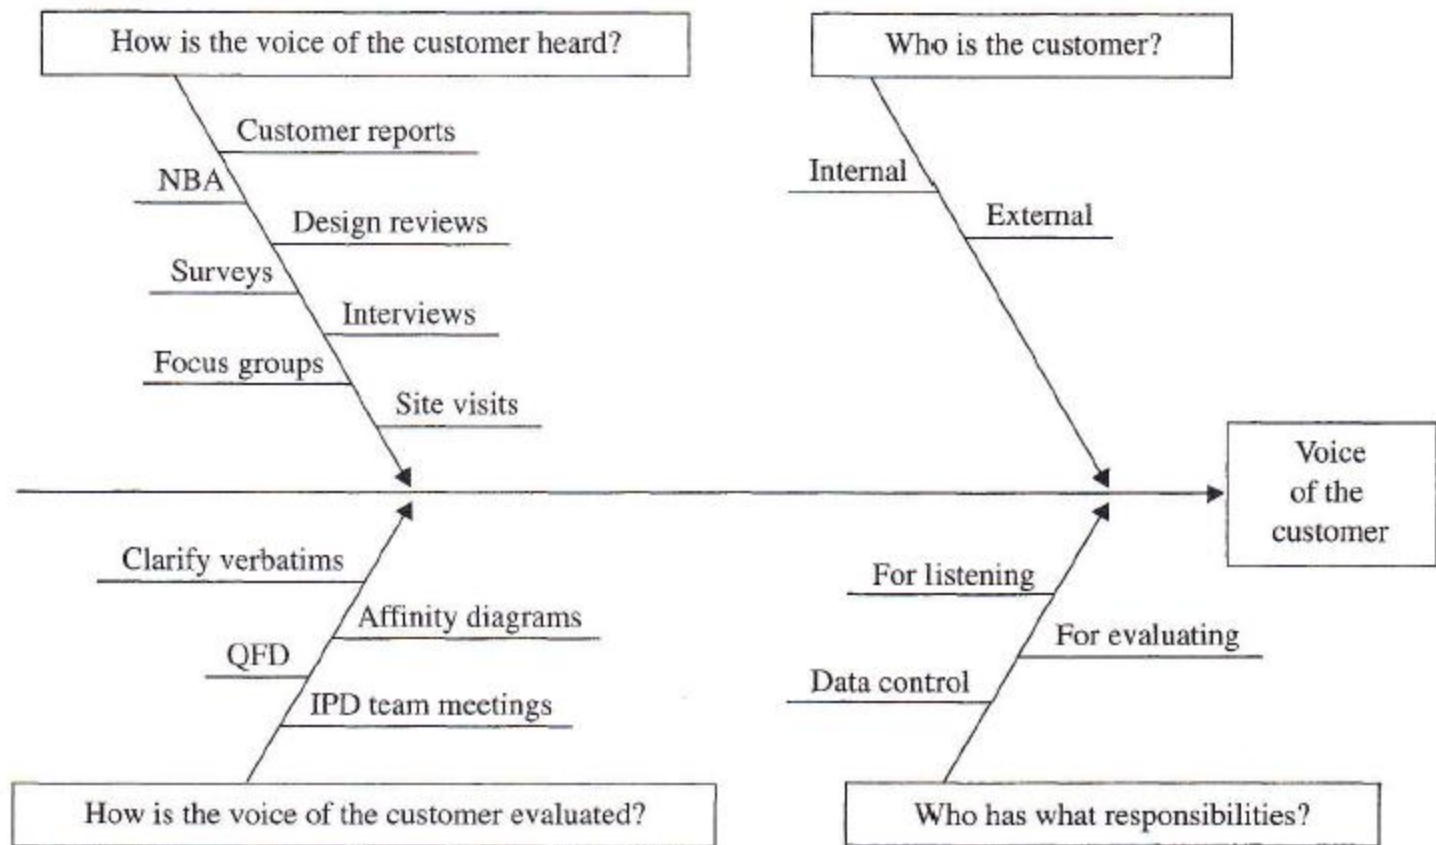 How is the voice of the customer heard?
Customer reports
NBA
Design reviews
Surveys
Interviews
Focus groups
Site visits
Who is the customer?
Internal
External
Voice
of the
customer
Clarify verbatims
Affinity diagrams
QFD
IPD team meetings
How is the voice of the customer evaluated?
For listening
For evaluating
Data control
Who has what responsibilities?